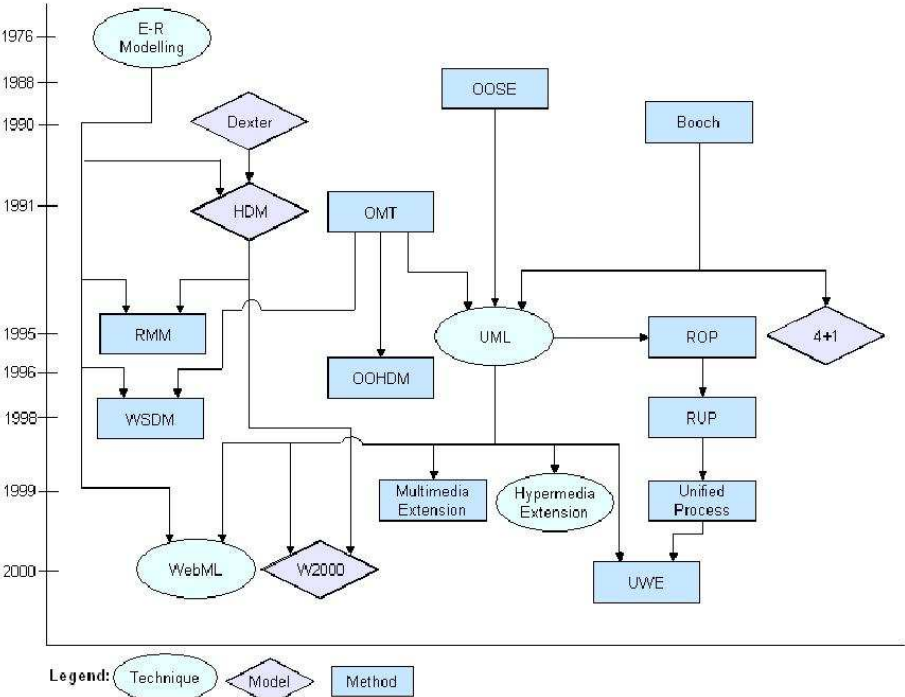 1976
E-R
Modelling
1988
OOSE
1990
Dexter
Booch
1991
HDM
OMT
1995
RMM
UML
ROP
4+1
1996
OOHDM
1998
WSDM
RUP
1999
Multimedia
Extension
Hypermedia
Extension
Unified
Process
2000
WebML
W2000
UWE
Legend:
Technique
Model
Method